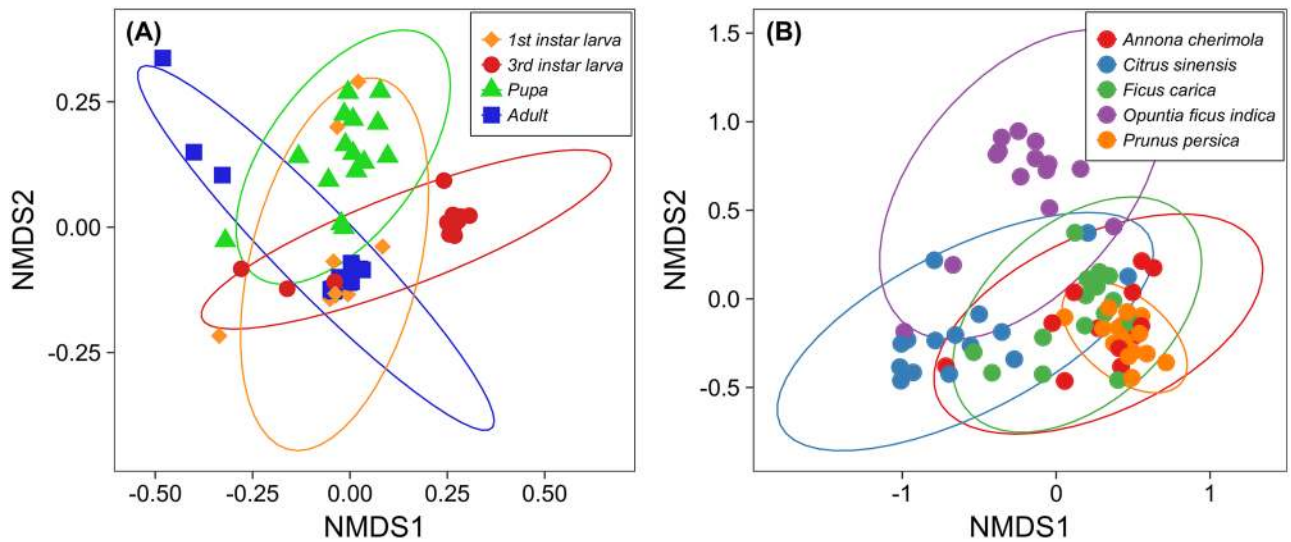 (A)
1st instar larva
3rd instar larva
Pupa
Adult
0.25
0.00
-0.25
NMDS2
-0.50
-0.25
0.00
0.25
0.50
NMDS1
(B)
Annona cherimola
Citrus sinensis
Ficus carica
Opuntia ficus indica
Prunus persica
1.5
1.0
0.5
0.0
-0.5
NMDS2
-1
0
1
NMDS1